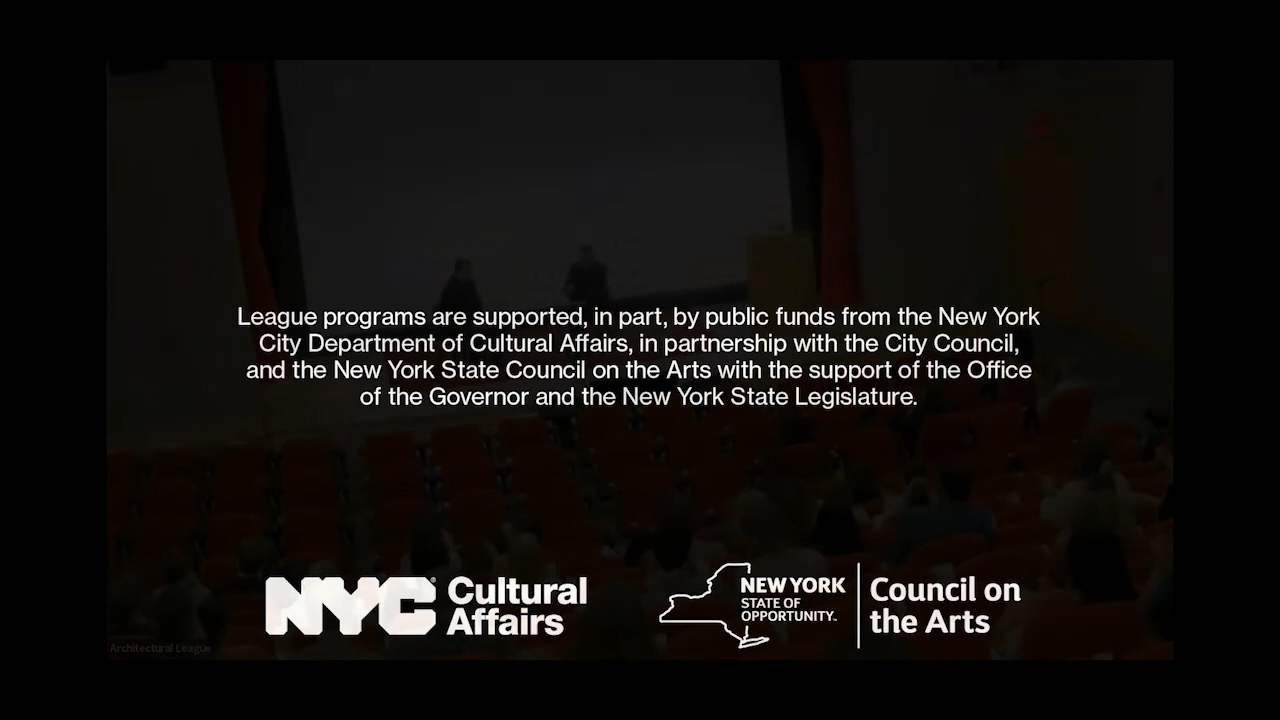 League programs are supported, in part, by public funds from the New York
City Department of Cultural Affairs, in partnership with the City Council,
and the New York State Council on the Arts with the support of the Office
of the Governor and the New York State Legislature.
NYC® Cultural
Affairs
NEW YORK
STATE OF
OPPORTUNITY™
Council on
the Arts
Architectural League